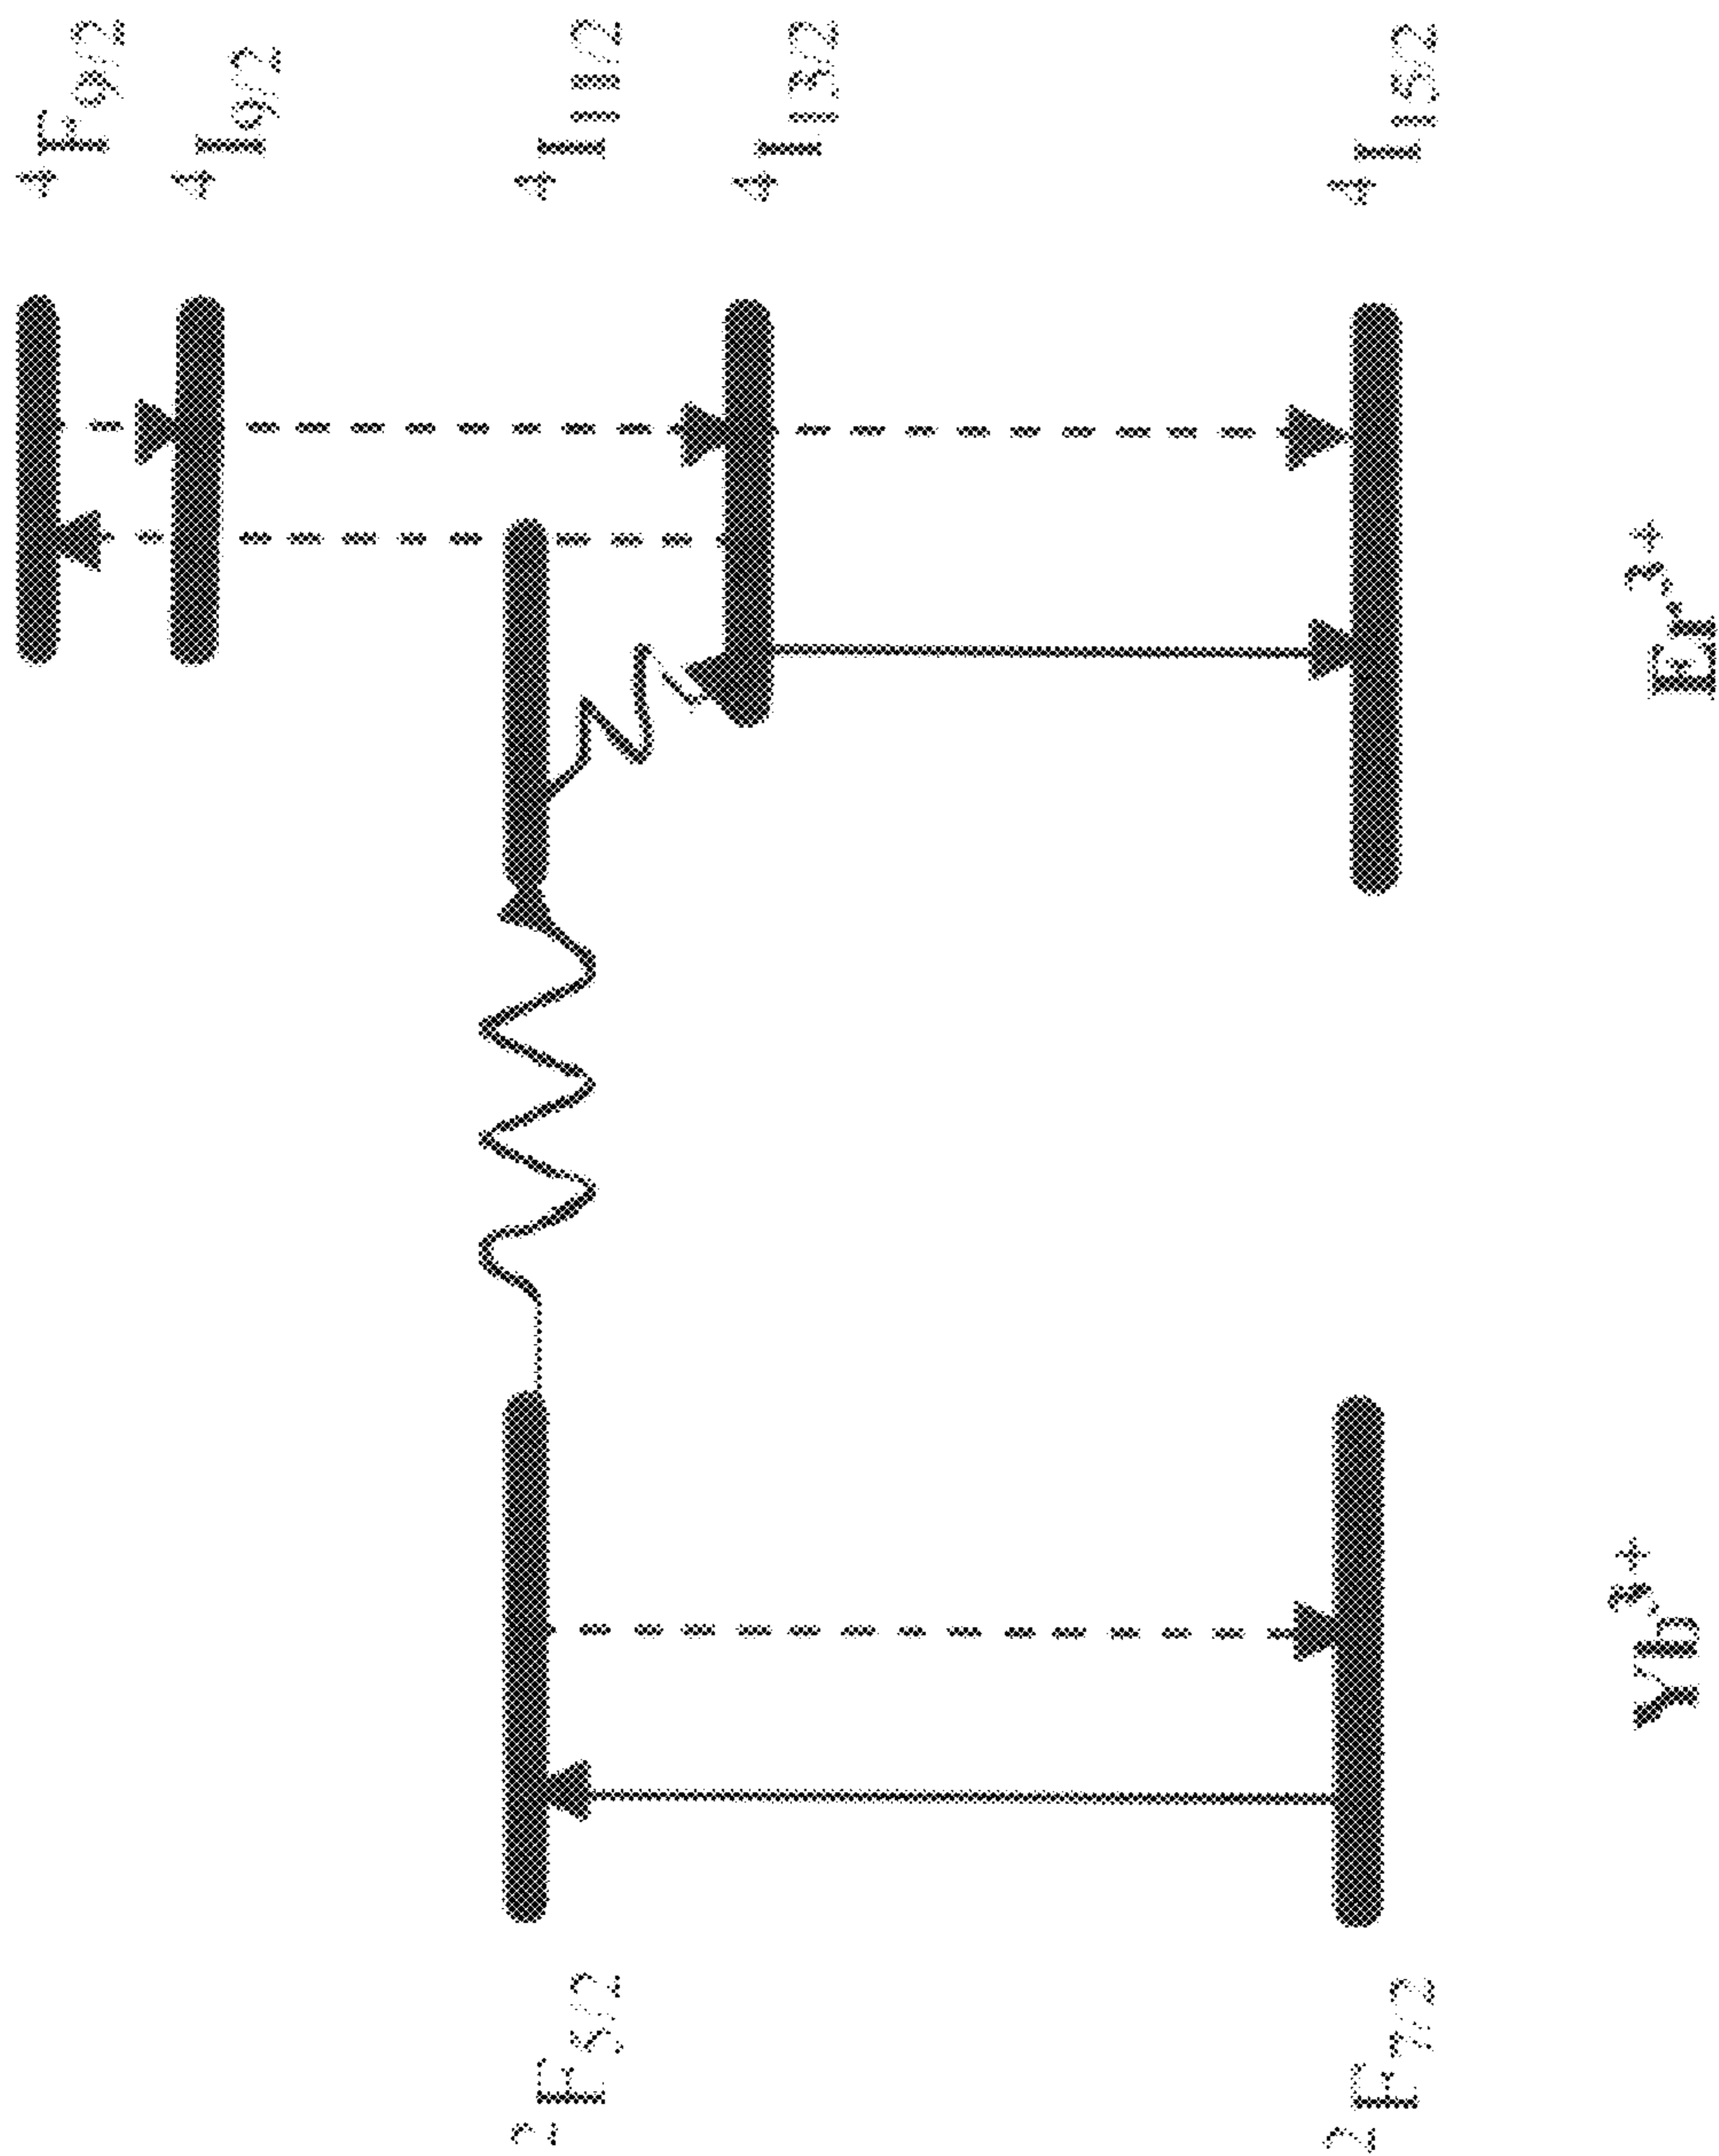 ⁴F₉/₂
⁴I₉/₂
⁴I₁₁/₂
⁴I₁₃/₂
⁴I₁₅/₂
²F₅/₂
²F₇/₂
Yb³⁺
Er³⁺